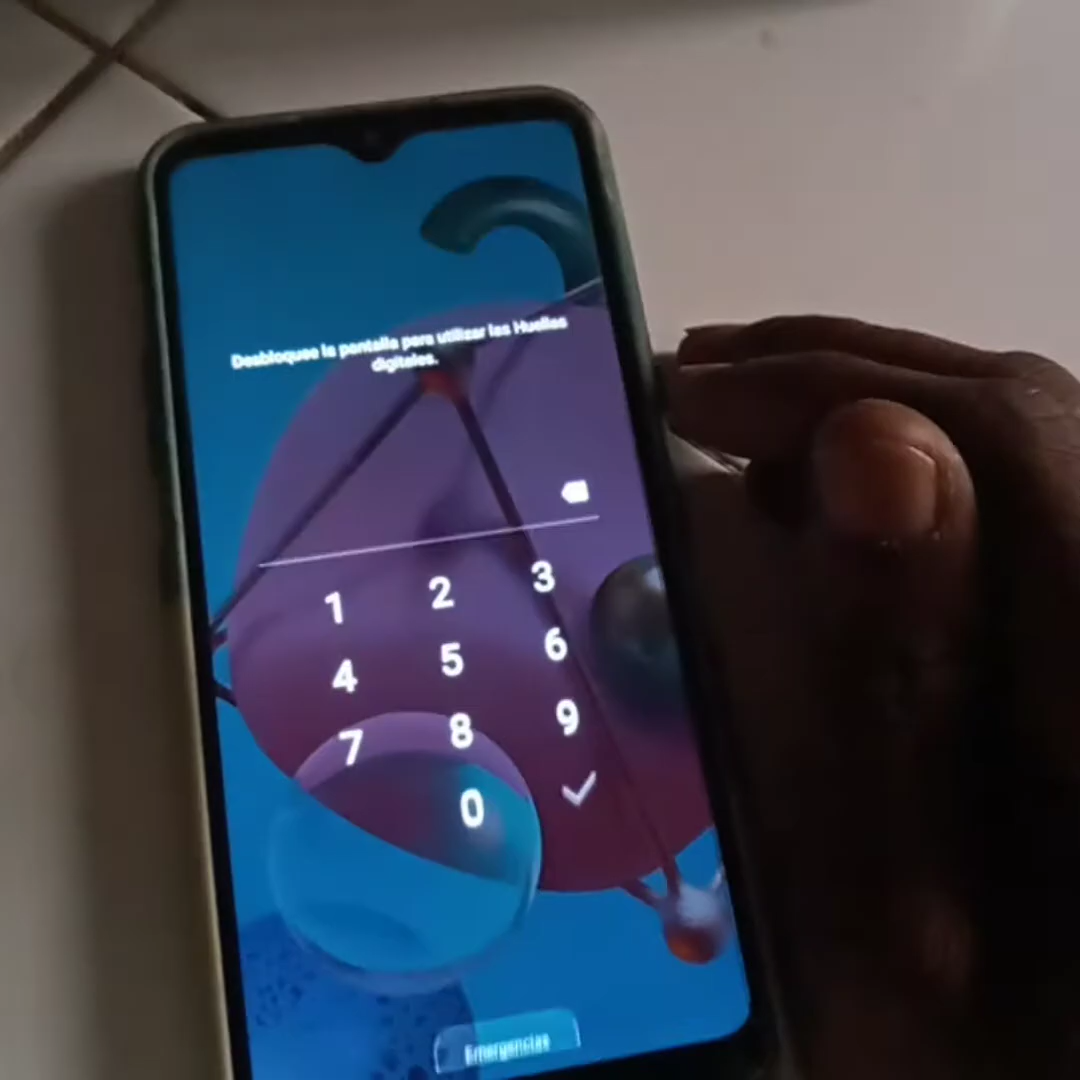 Desbloquee la pantalla para utilizar las Huellas
digitales.
1 2 3
4 5 6
7 8 9
0
Emergencias